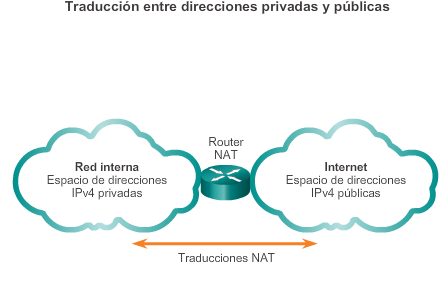 Traducción entre direcciones privadas y públicas
Router
NAT
Red interna
Espacio de direcciones
IPv4 privadas
Internet
Espacio de direcciones
IPv4 públicas
Traducciones NAT